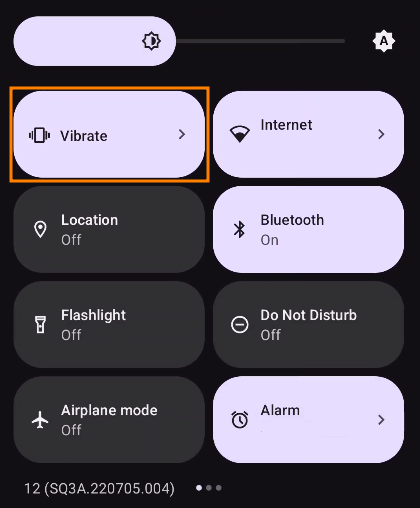 A
Vibrate
Internet
Location
Off
Bluetooth
On
Flashlight
Off
Do Not Disturb
Off
Airplane mode
Off
Alarm
12 (SQ3A.220705.004)